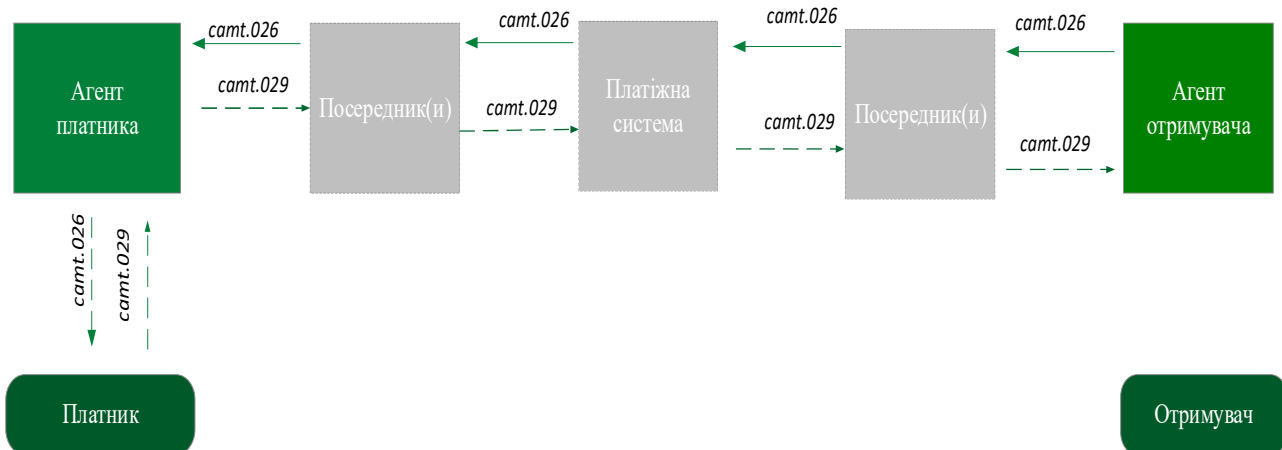 camt.026
camt.026
camt.026
camt.026
Агент
платника
camt.029
Посередник(и)
camt.029
Платіжна
система
camt.029
Посередник(и)
camt.029
Агент
отримувача
camt.026
camt.029
Платник
Отримувач